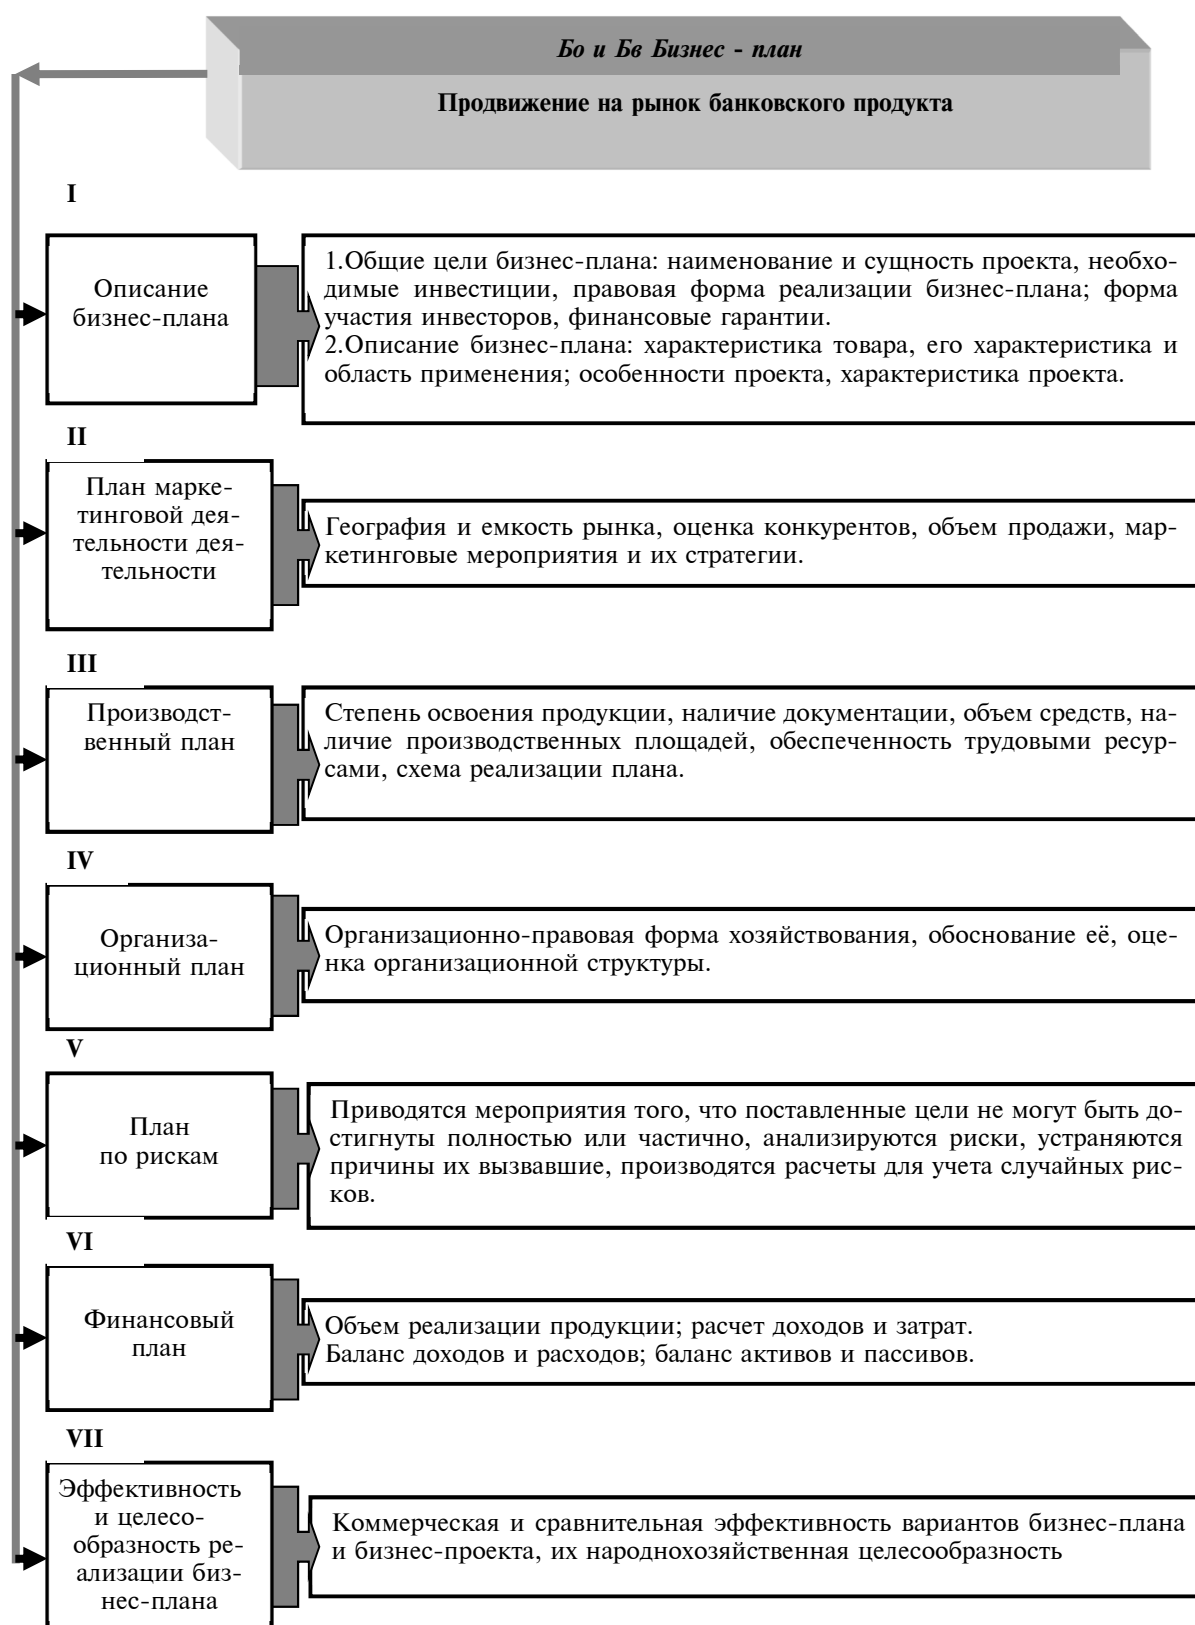 Бо и Бв Бизнес - план
Продвижение на рынок банковского продукта
I
Описание
бизнес-плана
1.Общие цели бизнес-плана: наименование и сущность проекта, необхо-
димые инвестиции, правовая форма реализации бизнес-плана; форма
участия инвесторов, финансовые гарантии.
2.Описание бизнес-плана: характеристика товара, его характеристика и
область применения; особенности проекта, характеристика проекта.
II
План марке-
тинговой дея-
тельности дея-
тельности
География и емкость рынка, оценка конкурентов, объем продажи, мар-
кетинговые мероприятия и их стратегии.
III
Производст-
венный план
Степень освоения продукции, наличие документации, объем средств, на-
личие производственных площадей, обеспеченность трудовыми ресур-
сами, схема реализации плана.
IV
Организа-
ционный план
Организационно-правовая форма хозяйствования, обоснование её, оце-
нка организационной структуры.
V
План
по рискам
Приводятся мероприятия того, что поставленные цели не могут быть до-
стигнуты полностью или частично, анализируются риски, устраняются
причины их вызвавшие, производятся расчеты для учета случайных рис-
ков.
VI
Финансовый
план
Объем реализации продукции; расчет доходов и затрат.
Баланс доходов и расходов; баланс активов и пассивов.
VII
Эффективность
и целесо-
образность ре-
ализации биз-
нес-плана
Коммерческая и сравнительная эффективность вариантов бизнес-плана
и бизнес-проекта, их народнохозяйственная целесообразность